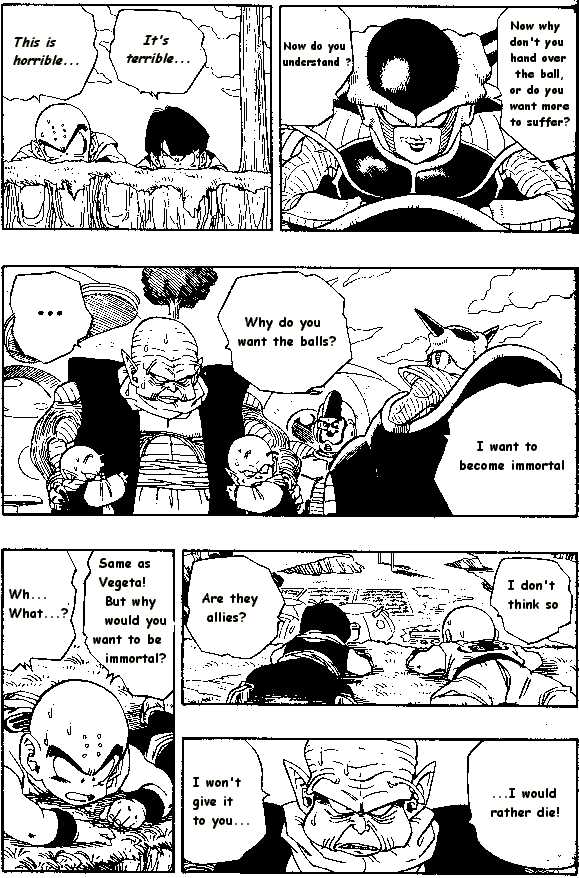 This is
horrible...
It's
terrible...
Now do you
understand ?
Now why
don't you
hand over
the ball,
or do you
want more
to suffer?
...
Why do you
want the balls?
I want to
become immortal
Wh...
What...?
Same as
Vegeta!
But why
would you
want to be
immortal?
Are they
allies?
I don't
think so
I won't
give it
to you...
...I would
rather die!